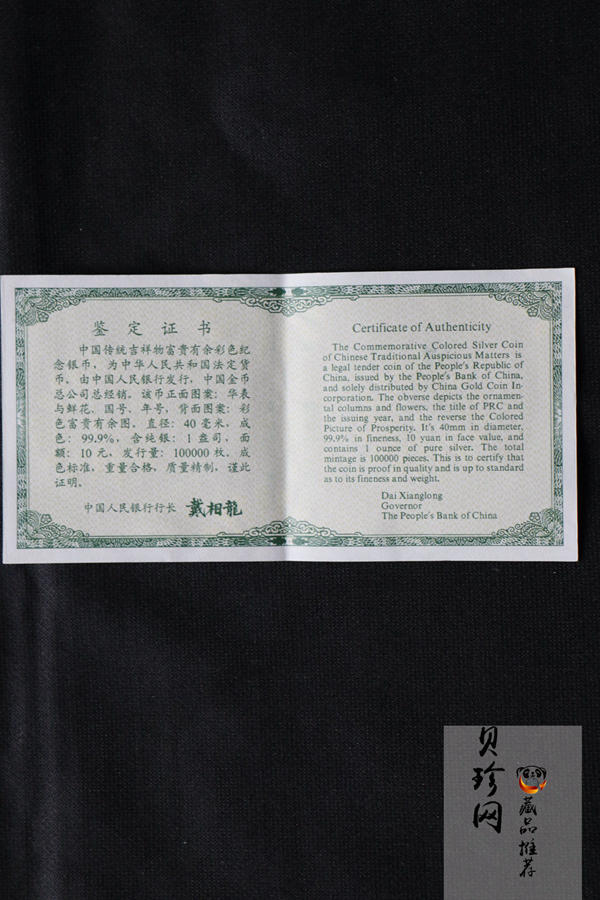 鉴定证书
中国传统吉祥物富贵有余彩色纪
念银币，为中华人民共和国法定货
币，由中国人民银行发行，中国金币
总公司总经销。该币正面图案：华表
与鲜花、国号、年号，背面图案：彩
色富贵有余图。直径：40毫米，成
色：99.9%，含纯银：1盎司，面
额：10元，发行量：100000枚。成
色标准，重量合格，质量精制，谨此
证明。
中国人民银行行长 戴相龍
Certificate of Authenticity
The Commemorative Colored Silver Coin
of Chinese Traditional Auspicious Matters is
a legal tender coin of the People's Republic of
China, issued by the People's Bank of China,
and solely distributed by China Gold Coin In-
corporation. The obverse depicts the ornamen-
tal columns and flowers, the title of PRC and
the issuing year, and the reverse the Colored
Picture of Prosperity. It's 40mm in diameter,
99.9% in fineness, 10 yuan in face value, and
contains 1 ounce of pure silver. The total
mintage is 100000 pieces. This is to certify that
the coin is proof in quality and is up to standard
as to its fineness and weight.
Dai Xianglong
Governor
The People's Bank of China
贝珍网
藏品推荐